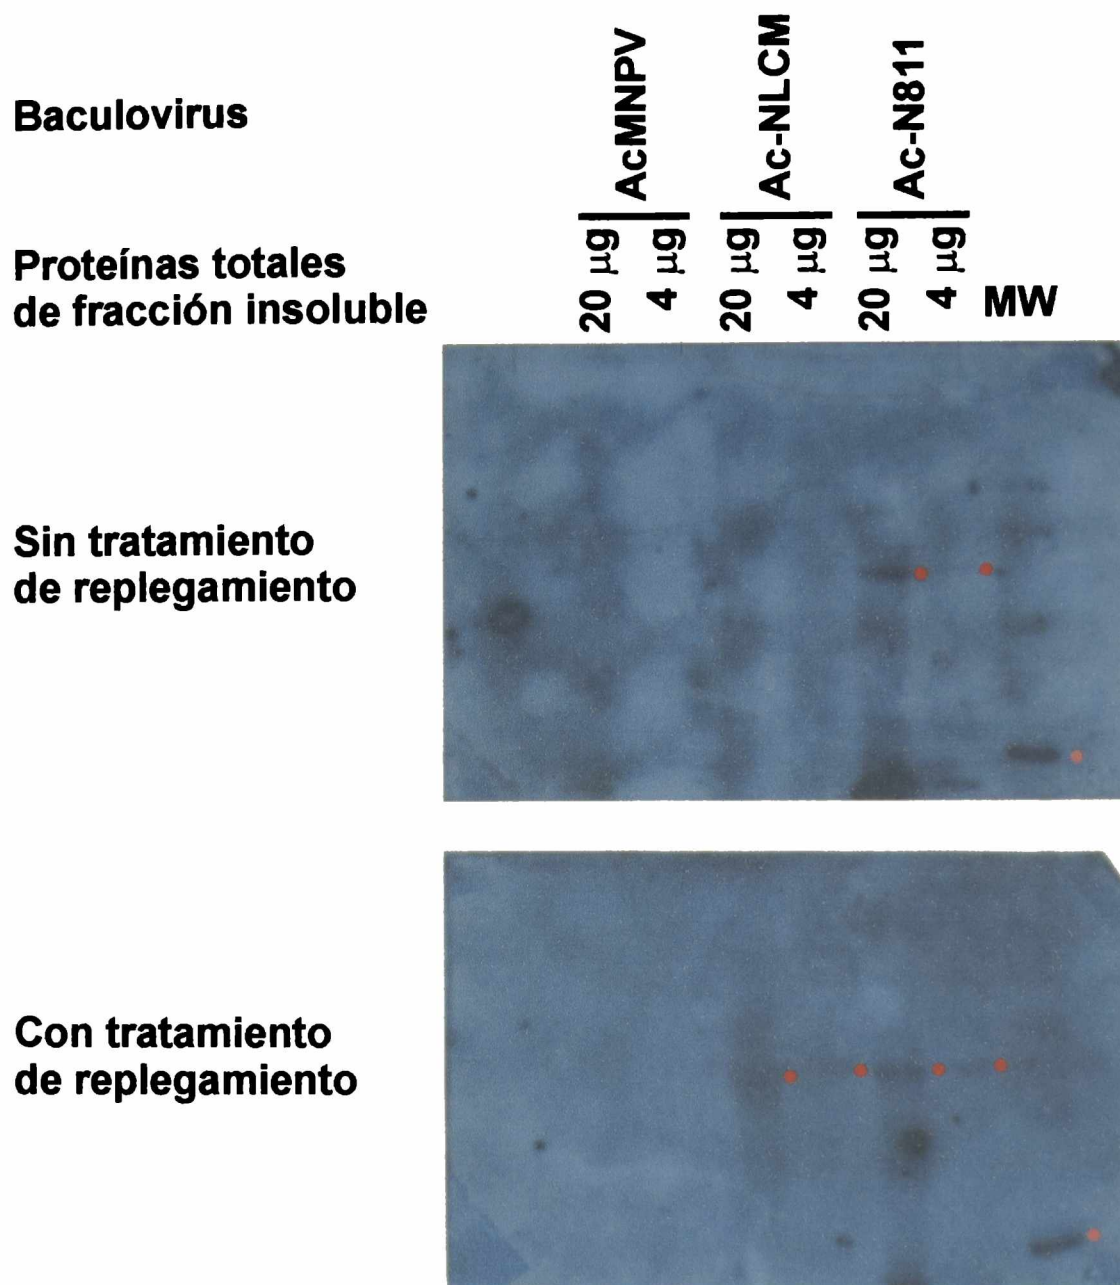 Baculovirus
AcMNPV
Ac-NLCM
Ac-N811
Proteínas totales
de fracción insoluble
20 µg
4 µg
20 µg
4 µg
20 µg
4 µg
MW
Sin tratamiento
de replegamiento
Con tratamiento
de replegamiento